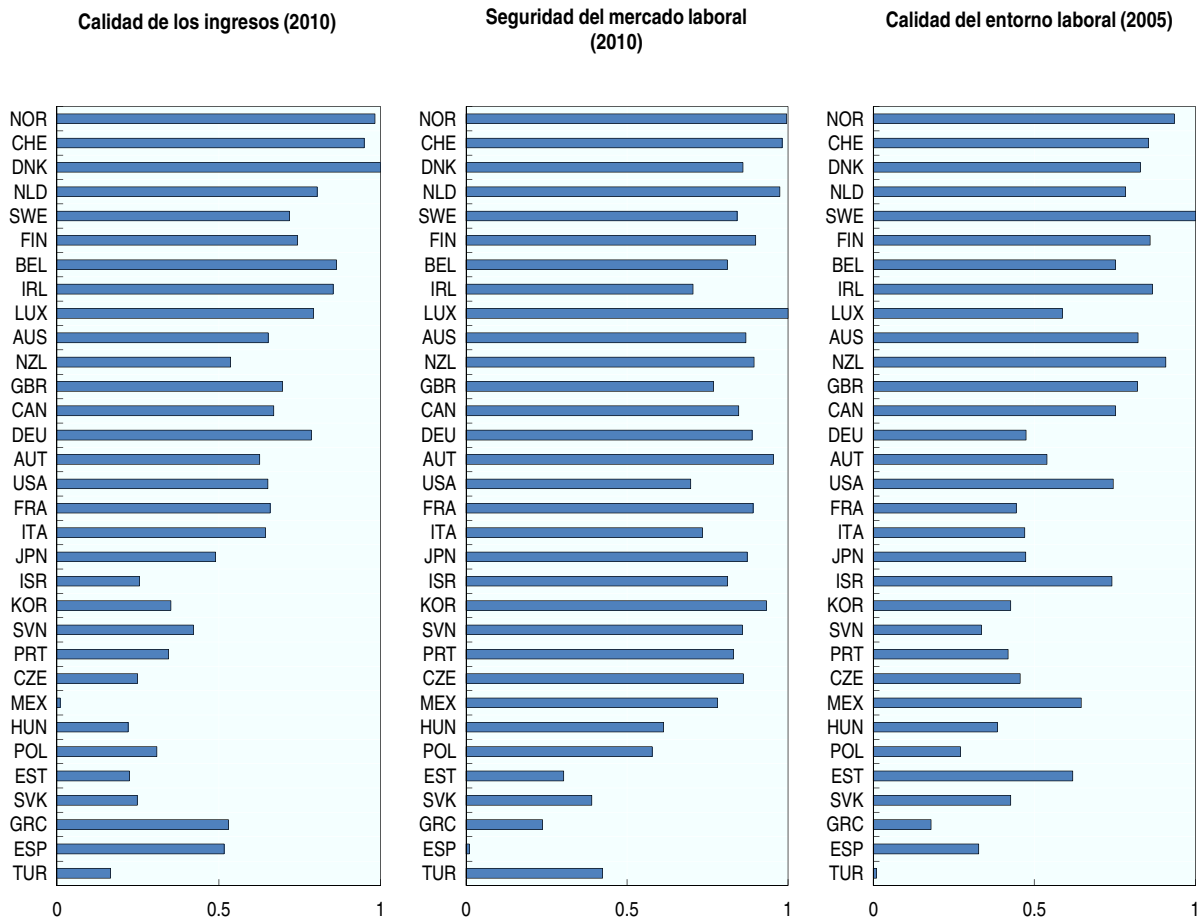 Calidad de los ingresos (2010)
NOR
CHE
DNK
NLD
SWE
FIN
BEL
IRL
LUX
AUS
NZL
GBR
CAN
DEU
AUT
USA
FRA
ITA
JPN
ISR
KOR
SVN
PRT
CZE
MEX
HUN
POL
EST
SVK
GRC
ESP
TUR
0 0.5 1
Seguridad del mercado laboral
(2010)
NOR
CHE
DNK
NLD
SWE
FIN
BEL
IRL
LUX
AUS
NZL
GBR
CAN
DEU
AUT
USA
FRA
ITA
JPN
ISR
KOR
SVN
PRT
CZE
MEX
HUN
POL
EST
SVK
GRC
ESP
TUR
0 0.5 1
Calidad del entorno laboral (2005)
NOR
CHE
DNK
NLD
SWE
FIN
BEL
IRL
LUX
AUS
NZL
GBR
CAN
DEU
AUT
USA
FRA
ITA
JPN
ISR
KOR
SVN
PRT
CZE
MEX
HUN
POL
EST
SVK
GRC
ESP
TUR
0 0.5 1